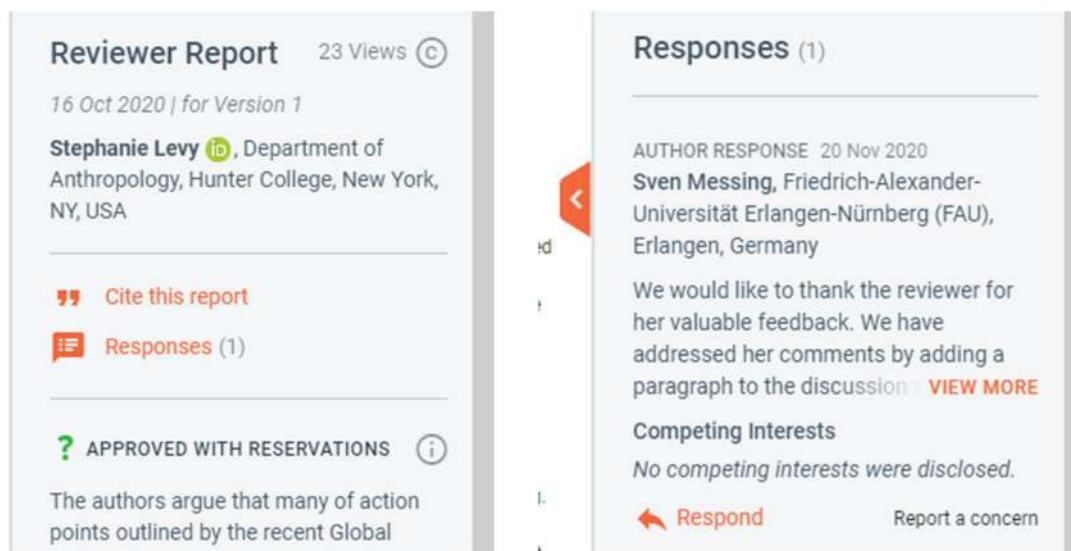 Reviewer Report 23 Views C
16 Oct 2020 | for Version 1
Stephanie Levy iD, Department of
Anthropology, Hunter College, New York,
NY, USA
Cite this report
Responses (1)
? APPROVED WITH RESERVATIONS i
The authors argue that many of action
points outlined by the recent Global
Responses (1)
AUTHOR RESPONSE 20 Nov 2020
Sven Messing, Friedrich-Alexander-
Universität Erlangen-Nürnberg (FAU),
Erlangen, Germany
We would like to thank the reviewer for
her valuable feedback. We have
addressed her comments by adding a
paragraph to the discussion VIEW MORE
Competing Interests
No competing interests were disclosed.
Respond Report a concern